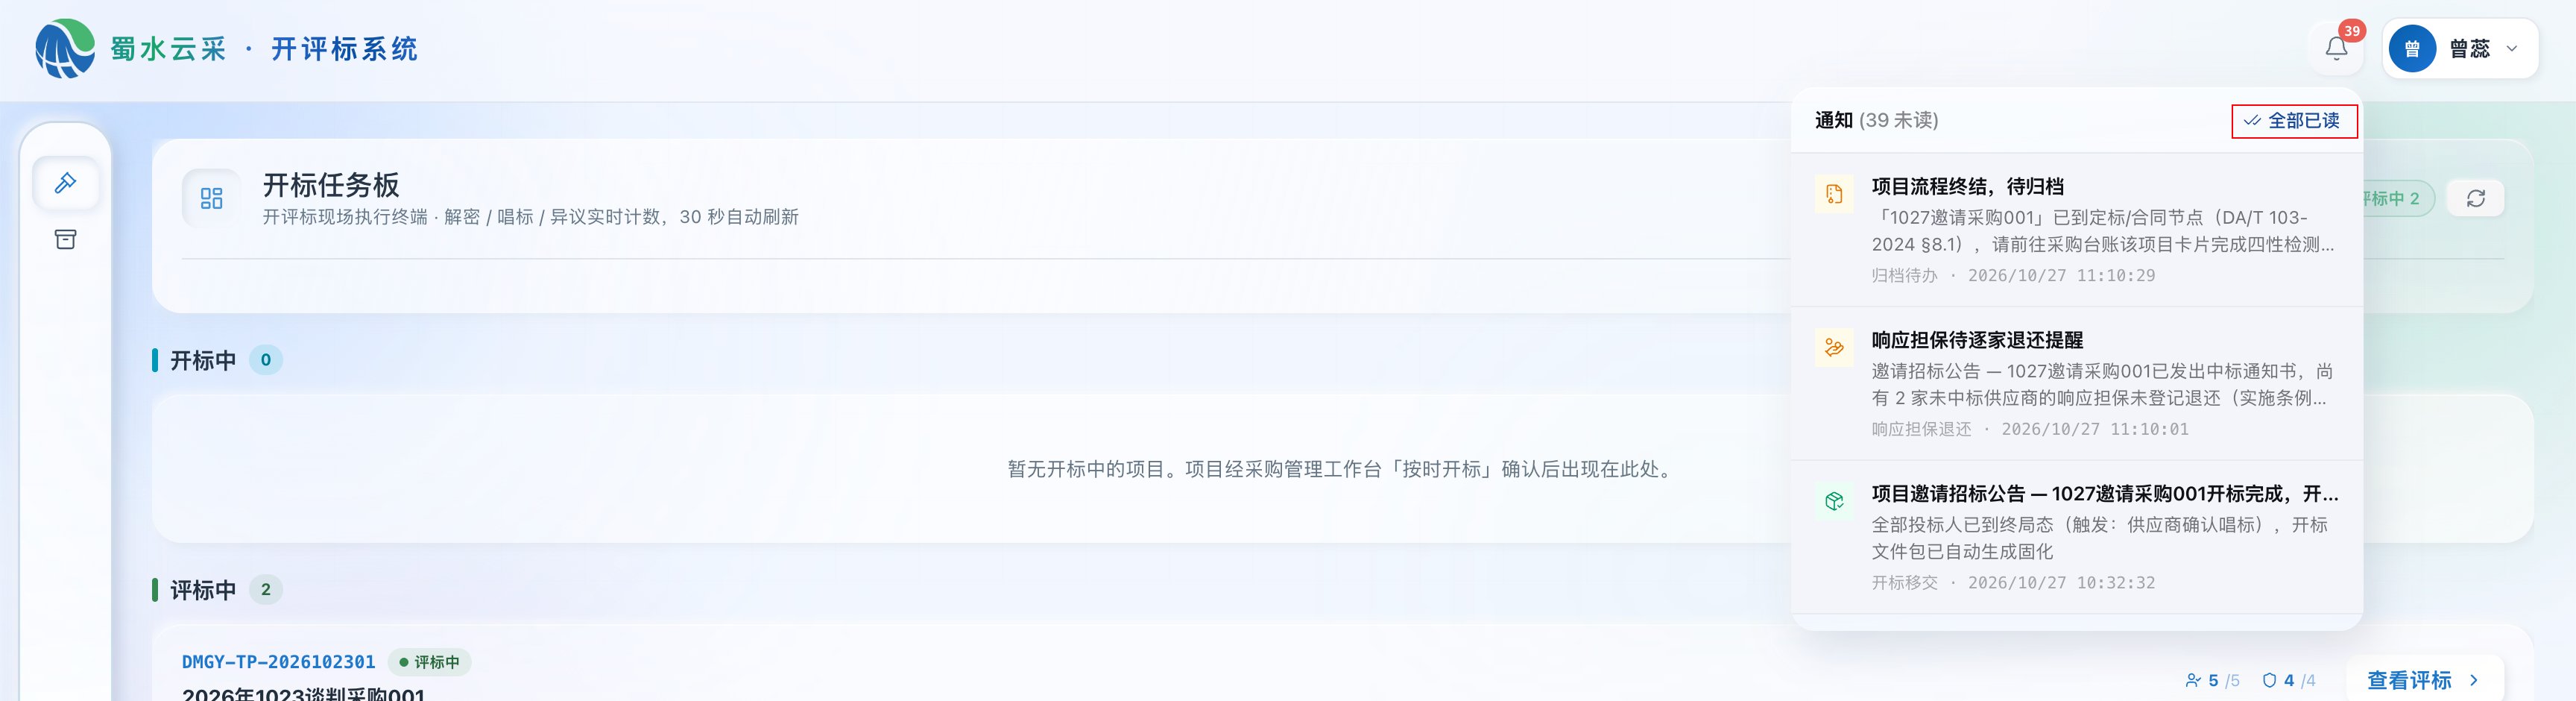 蜀水云采 · 开评标系统
39
曾
曾蕊
通知 (39 未读)
全部已读
开标任务板
开评标现场执行终端 · 解密 / 唱标 / 异议实时计数，30 秒自动刷新
评标中 2
项目流程终结，待归档
「1027邀请采购001」已到定标/合同节点（DA/T 103-
2024 §8.1），请前往采购台账该项目卡片完成四性检测...
归档待办 · 2026/10/27 11:10:29
开标中 0
响应担保待逐家退还提醒
邀请招标公告 — 1027邀请采购001已发出中标通知书，尚
有 2 家未中标供应商的响应担保未登记退还（实施条例...
响应担保退还 · 2026/10/27 11:10:01
暂无开标中的项目。项目经采购管理工作台「按时开标」确认后出现在此处。
项目邀请招标公告 — 1027邀请采购001开标完成，开...
全部投标人已到终局态（触发：供应商确认唱标），开标
文件包已自动生成固化
开标移交 · 2026/10/27 10:32:32
评标中 2
DMGY-TP-2026102301 评标中
2026年1023谈判采购001
5 /5 4 /4
查看评标